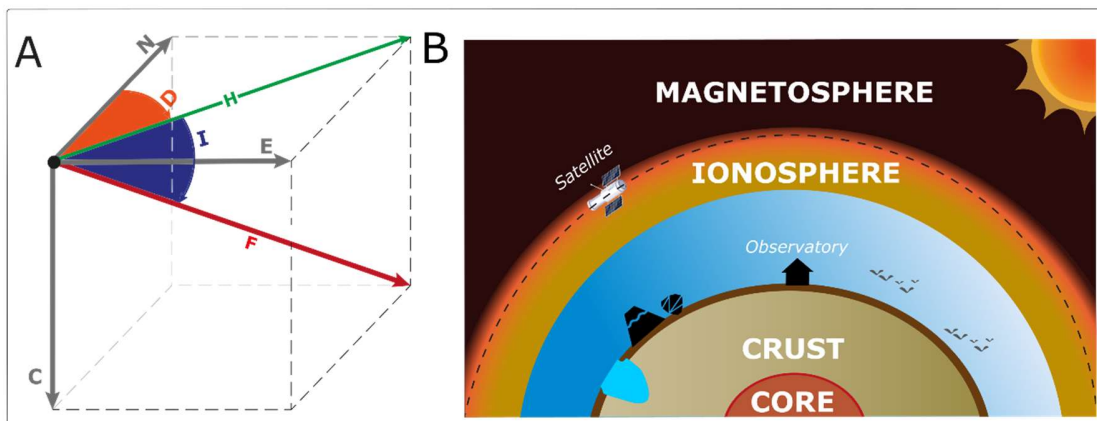 A
N
D
H
I
E
F
C
B
MAGNETOSPHERE
Satellite
IONOSPHERE
Observatory
CRUST
CORE